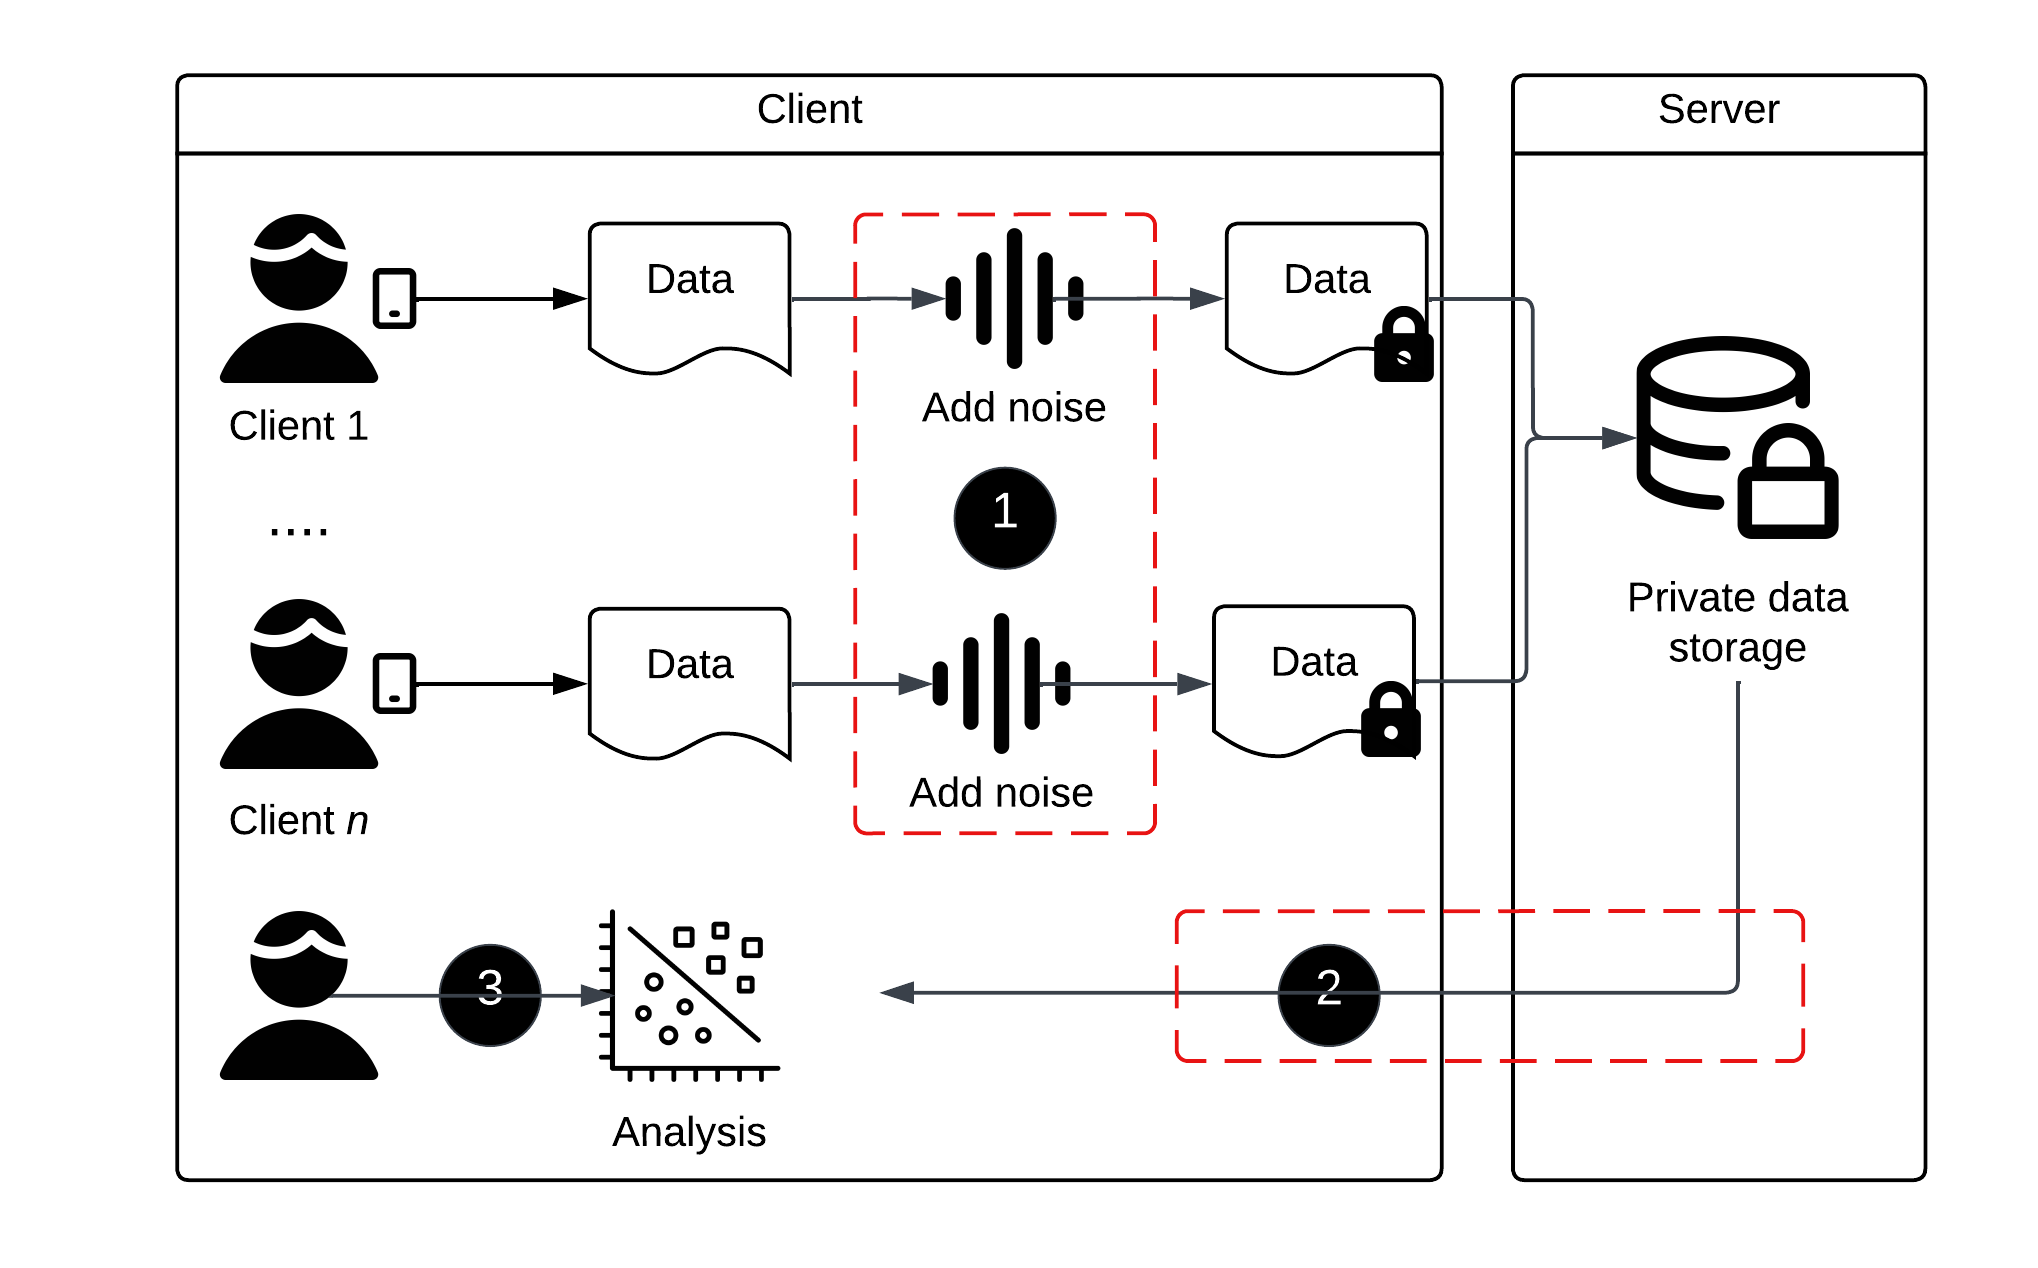 Client
Server
Data
Data
Add noise
Client 1
1
....
Private data
storage
Data
Data
Add noise
Client n
3
2
Analysis